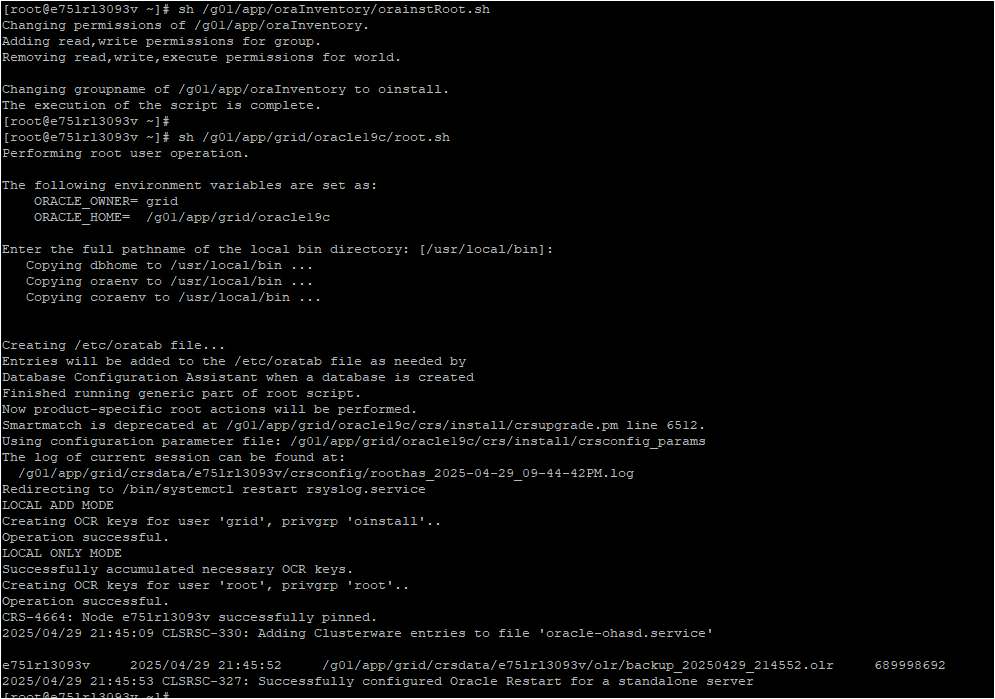 [root@e75lrl3093v ~]# sh /g01/app/oraInventory/orainstRoot.sh
Changing permissions of /g01/app/oraInventory.
Adding read,write permissions for group.
Removing read,write,execute permissions for world.
Changing groupname of /g01/app/oraInventory to oinstall.
The execution of the script is complete.
[root@e75lrl3093v ~]#
[root@e75lrl3093v ~]# sh /g01/app/grid/oracle19c/root.sh
Performing root user operation.
The following environment variables are set as:
    ORACLE_OWNER= grid
    ORACLE_HOME=  /g01/app/grid/oracle19c
Enter the full pathname of the local bin directory: [/usr/local/bin]:
   Copying dbhome to /usr/local/bin ...
   Copying oraenv to /usr/local/bin ...
   Copying coraenv to /usr/local/bin ...
Creating /etc/oratab file...
Entries will be added to the /etc/oratab file as needed by
Database Configuration Assistant when a database is created
Finished running generic part of root script.
Now product-specific root actions will be performed.
Smartmatch is deprecated at /g01/app/grid/oracle19c/crs/install/crsupgrade.pm line 6512.
Using configuration parameter file: /g01/app/grid/oracle19c/crs/install/crsconfig_params
The log of current session can be found at:
  /g01/app/grid/crsdata/e75lrl3093v/crsconfig/roothas_2025-04-29_09-44-42PM.log
Redirecting to /bin/systemctl restart rsyslog.service
LOCAL ADD MODE
Creating OCR keys for user 'grid', privgrp 'oinstall'..
Operation successful.
LOCAL ONLY MODE
Successfully accumulated necessary OCR keys.
Creating OCR keys for user 'root', privgrp 'root'..
Operation successful.
CRS-4664: Node e75lrl3093v successfully pinned.
2025/04/29 21:45:09 CLSRSC-330: Adding Clusterware entries to file 'oracle-ohasd.service'
e75lrl3093v     2025/04/29 21:45:52     /g01/app/grid/crsdata/e75lrl3093v/olr/backup_20250429_214552.olr     689998692
2025/04/29 21:45:53 CLSRSC-327: Successfully configured Oracle Restart for a standalone server
[root@e75lrl3093v ~]#